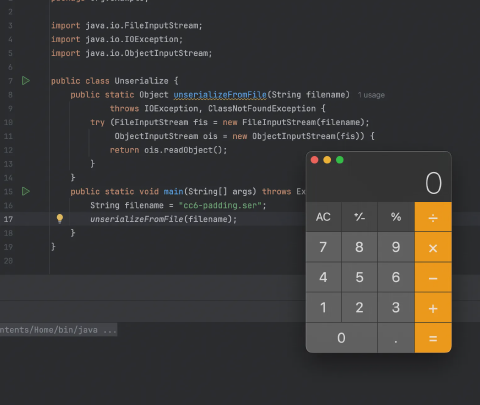 2
3 import java.io.FileInputStream;
4 import java.io.IOException;
5 import java.io.ObjectInputStream;
6
7 public class Unserialize {
8 public static Object unserializeFromFile(String filename) 1 usage
9 throws IOException, ClassNotFoundException {
10 try (FileInputStream fis = new FileInputStream(filename);
11 ObjectInputStream ois = new ObjectInputStream(fis)) {
12 return ois.readObject();
13 }
14 }
15 public static void main(String[] args) throws Ex
16 String filename = "cc6-padding.ser";
17 unserializeFromFile(filename);
18 }
19 }
20
ntents/Home/bin/java ...
0
AC +/- % ÷
7 8 9 ×
4 5 6 −
1 2 3 +
0 . =